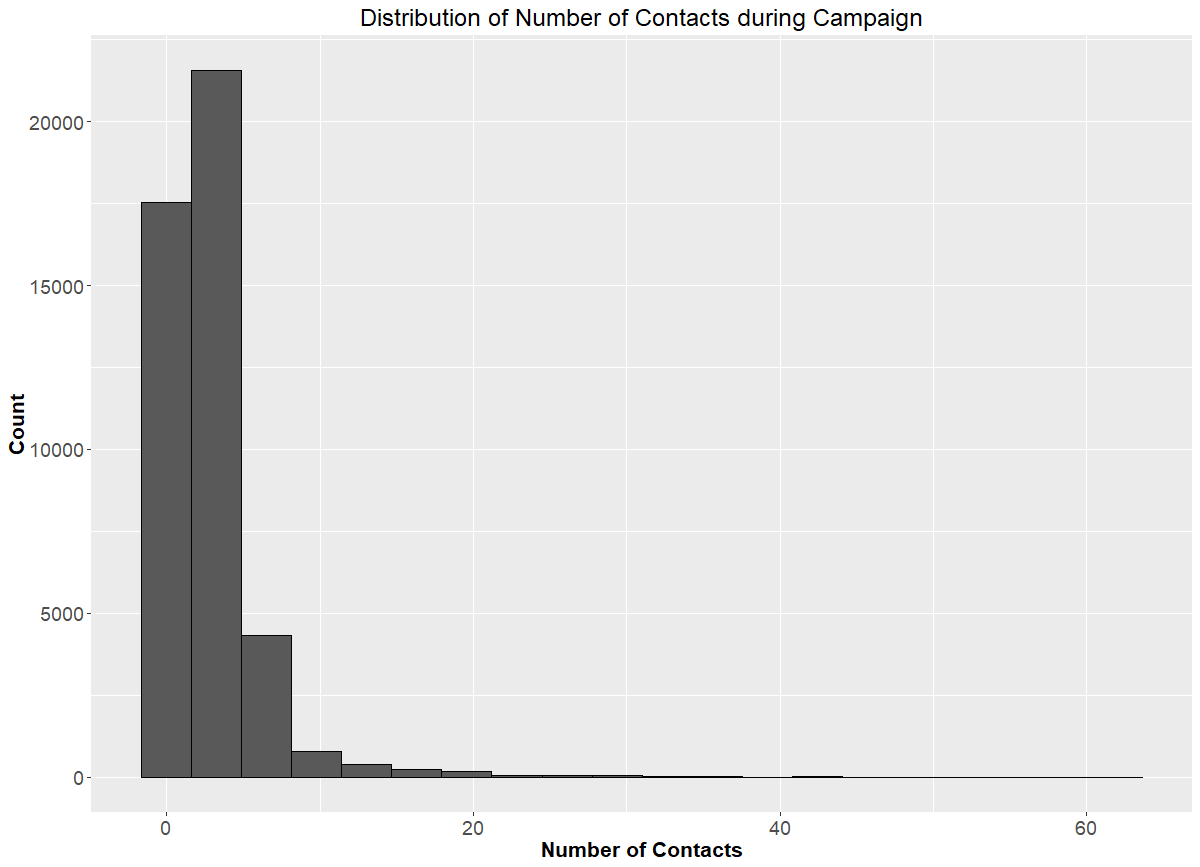 Distribution of Number of Contacts during Campaign
20000
15000
10000
5000
0
Count
0 20 40 60
Number of Contacts